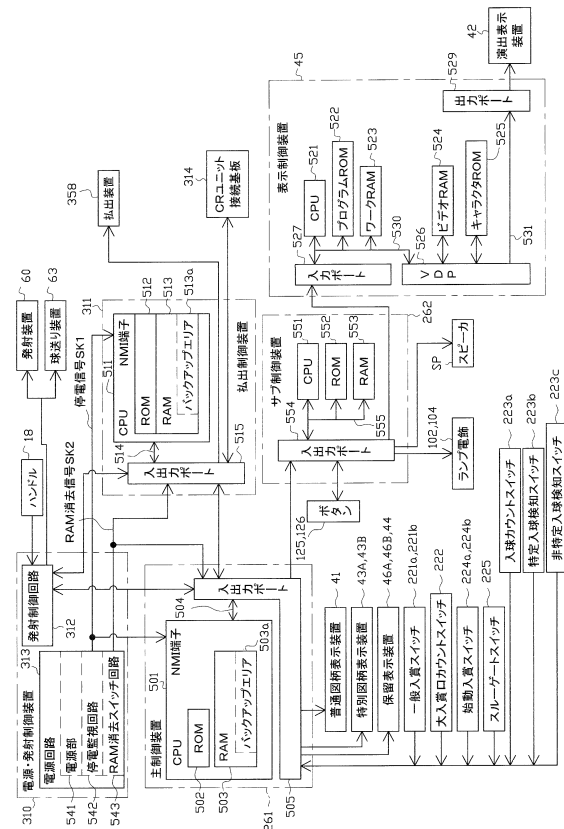 310
電源・発射制御装置
313
電源回路
541
電源部
542
停電監視回路
543
RAM消去スイッチ回路
発射制御回路
312
ハンドル
18
発射装置
60
球送り装置
63
停電信号SK1
RAM消去信号SK2
払出装置
358
CRユニット
接続基板
314
311
511
NMI端子
CPU
512
ROM
513
RAM
513a
バックアップエリア
514
入出力ポート
515
払出制御装置
主制御装置
261
501
NMI端子
CPU
502
ROM
503
RAM
503a
バックアップエリア
504
入出力ポート
505
サブ制御装置
262
551
CPU
552
ROM
553
RAM
554
入出力ポート
555
ボタン
125,126
ランプ電飾
102,104
スピーカ
SP
表示制御装置
45
521
CPU
522
プログラムROM
523
ワークRAM
524
ビデオRAM
525
キャラクタROM
527
入力ポート
530
526
VDP
531
出力ポート
529
演出表示
装置
42
普通図柄表示装置
41
特別図柄表示装置
43A,43B
保留表示装置
46A,46B,44
一般入賞スイッチ
221a,221b
大入賞口カウントスイッチ
222
始動入賞スイッチ
224a,224b
スルーゲートスイッチ
225
入球カウントスイッチ
223a
特定入球検知スイッチ
223b
非特定入球検知スイッチ
223c